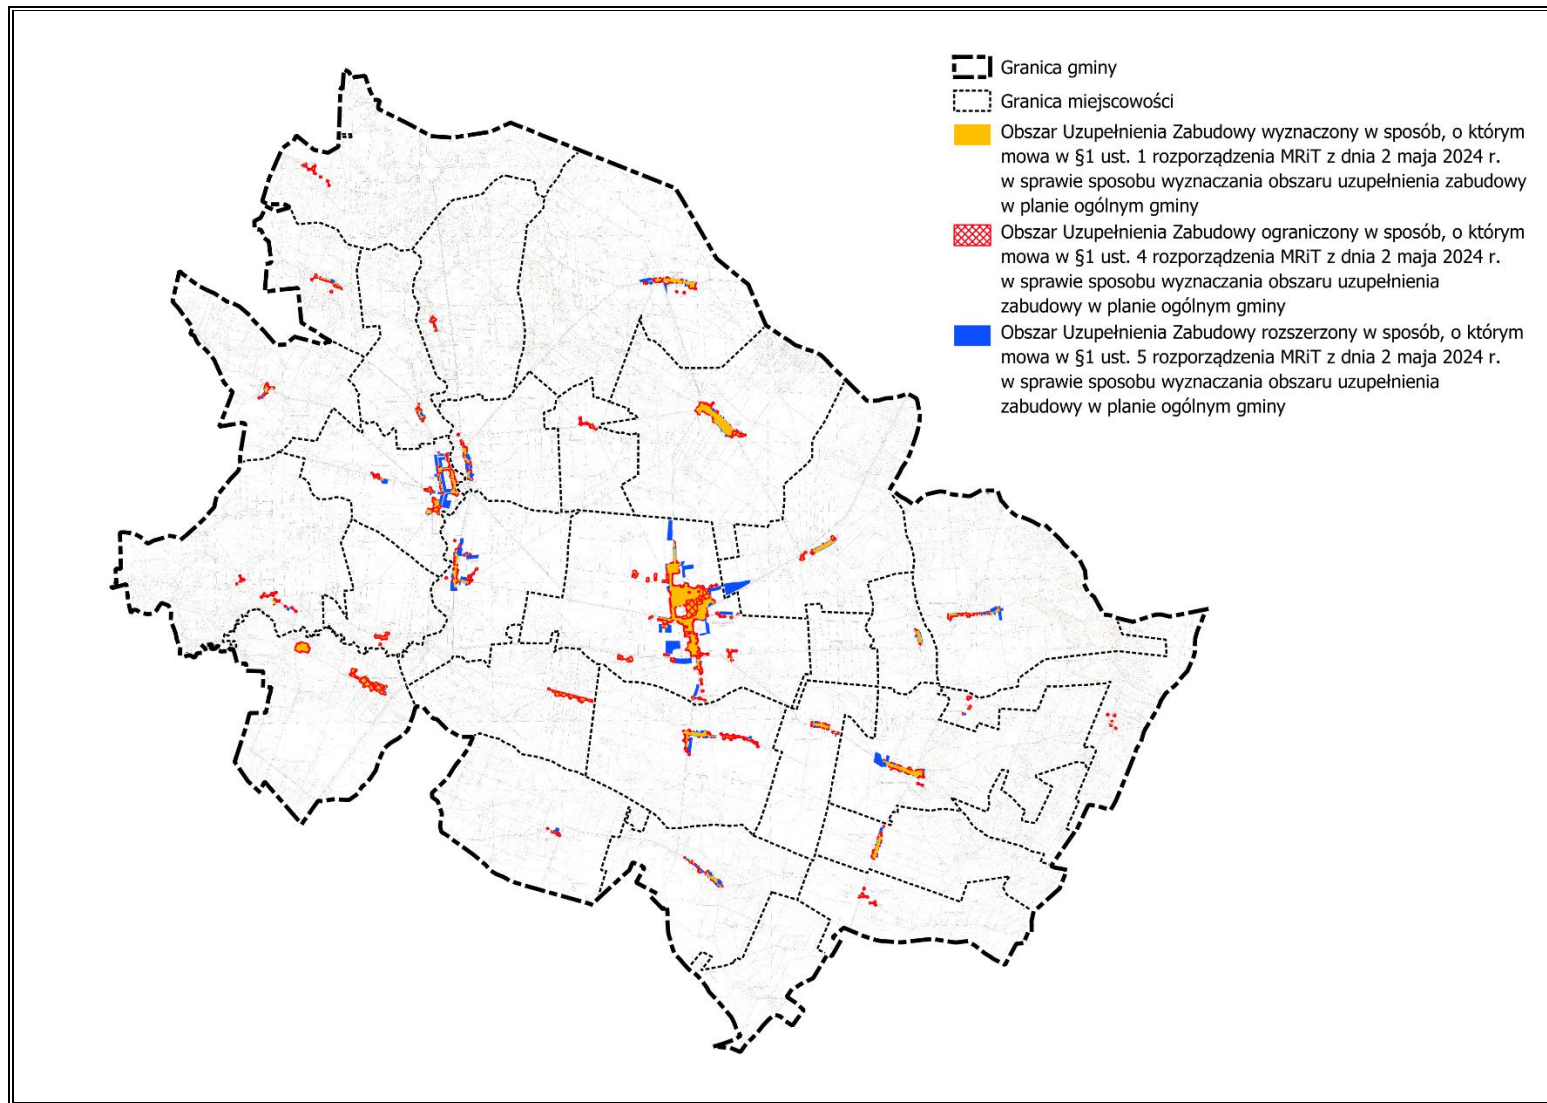 Granica gminy
Granica miejscowości
Obszar Uzupełnienia Zabudowy wyznaczony w sposób, o którym
mowa w §1 ust. 1 rozporządzenia MRiT z dnia 2 maja 2024 r.
w sprawie sposobu wyznaczania obszaru uzupełnienia zabudowy
w planie ogólnym gminy
Obszar Uzupełnienia Zabudowy ograniczony w sposób, o którym
mowa w §1 ust. 4 rozporządzenia MRiT z dnia 2 maja 2024 r.
w sprawie sposobu wyznaczania obszaru uzupełnienia
zabudowy w planie ogólnym gminy
Obszar Uzupełnienia Zabudowy rozszerzony w sposób, o którym
mowa w §1 ust. 5 rozporządzenia MRiT z dnia 2 maja 2024 r.
w sprawie sposobu wyznaczania obszaru uzupełnienia
zabudowy w planie ogólnym gminy